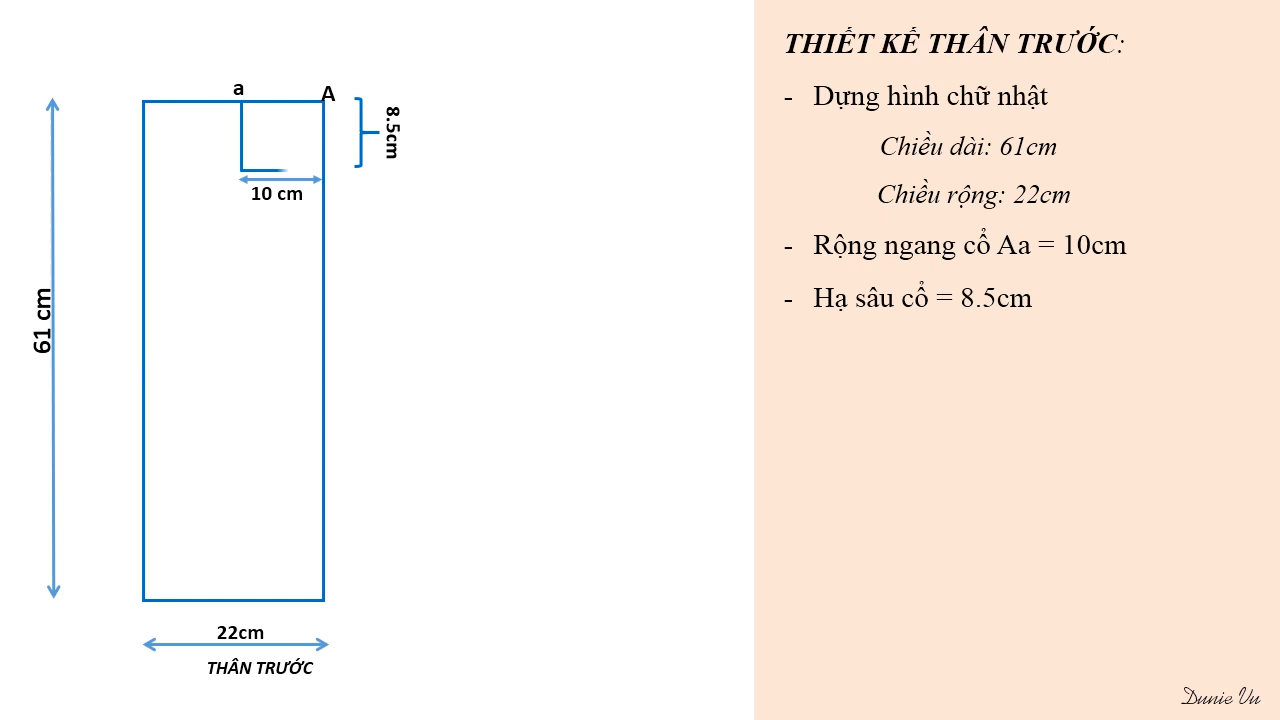 a
A
8.5cm
10 cm
61 cm
22cm
THÂN TRƯỚC
THIẾT KẾ THÂN TRƯỚC:
- Dựng hình chữ nhật
Chiều dài: 61cm
Chiều rộng: 22cm
- Rộng ngang cổ Aa = 10cm
- Hạ sâu cổ = 8.5cm
Dunie Vu